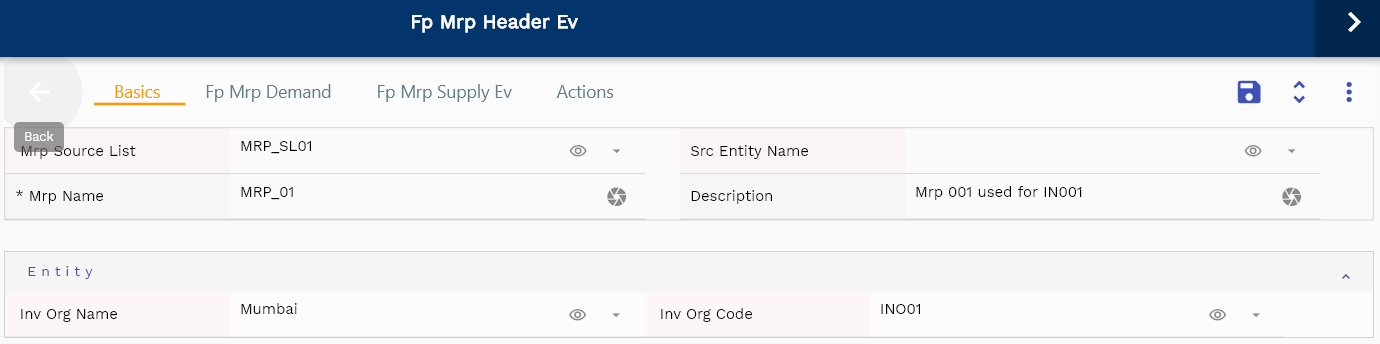 Fp Mrp Header Ev
Basics Fp Mrp Demand Fp Mrp Supply Ev Actions
Back
Mrp Source List MRP_SL01 Src Entity Name
* Mrp Name MRP_01 Description Mrp 001 used for IN001
Entity
Inv Org Name Mumbai Inv Org Code INO01